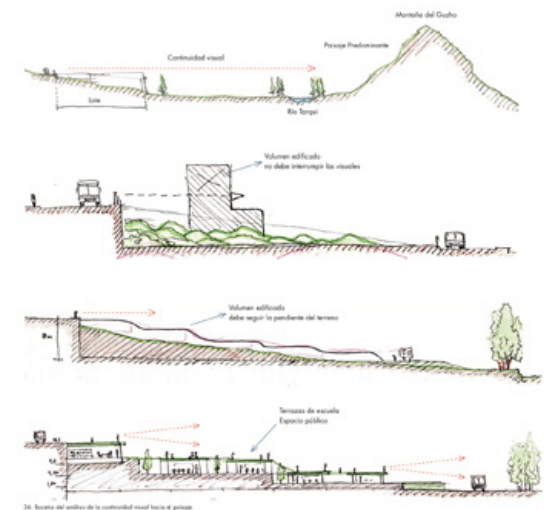 Montaña del Guzho
Paisaje Predominante
Continuidad visual
Lote
Río Tarqui
Volumen edificado
no debe interrumpir las visuales
Volumen edificado
debe seguir la pendiente del terreno
Terrazas de escuela
Espacio público
36. Bocetos del análisis de la continuidad visual hacia el paisaje